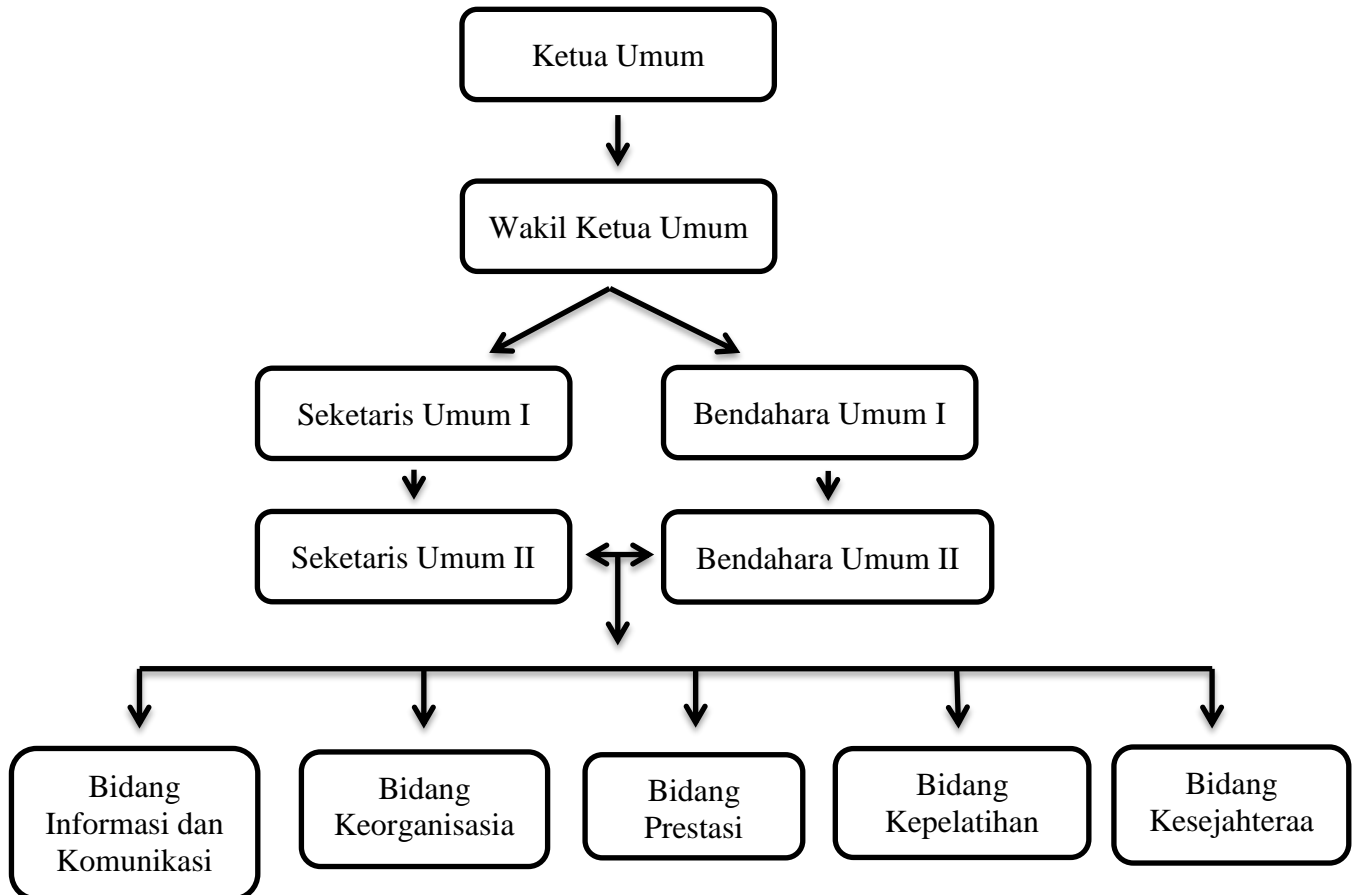 Ketua Umum
Wakil Ketua Umum
Seketaris Umum I
Bendahara Umum I
Seketaris Umum II
Bendahara Umum II
Bidang
Informasi dan
Komunikasi
Bidang
Keorganisasia
Bidang
Prestasi
Bidang
Kepelatihan
Bidang
Kesejahteraa